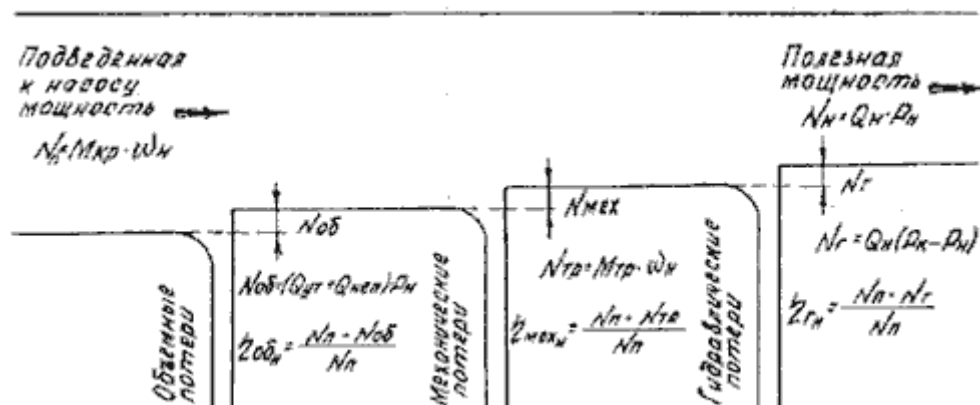 Подведенная
к насосу
мощность
Nп=Mкр·ωн
Полезная
мощность
Nн=Qн·Pн
Nоб
Nоб=(Qут+Qнеп)Pн
ηобн=(Nп-Nоб)/Nп
Объемные
потери
Nмех
Nтр=Mтр·ωн
ηмехн=(Nп-Nтр)/Nп
Механические
потери
Nг
Nг=Qн(Pк-Pн)
ηгн=(Nп-Nг)/Nп
Гидравлические
потери